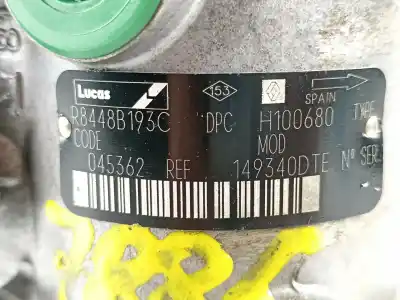 Lucas 153 SPAIN
R8448B193C DPC H100680 TYPE
CODE MOD
045362 REF 149340DTE Nº SER